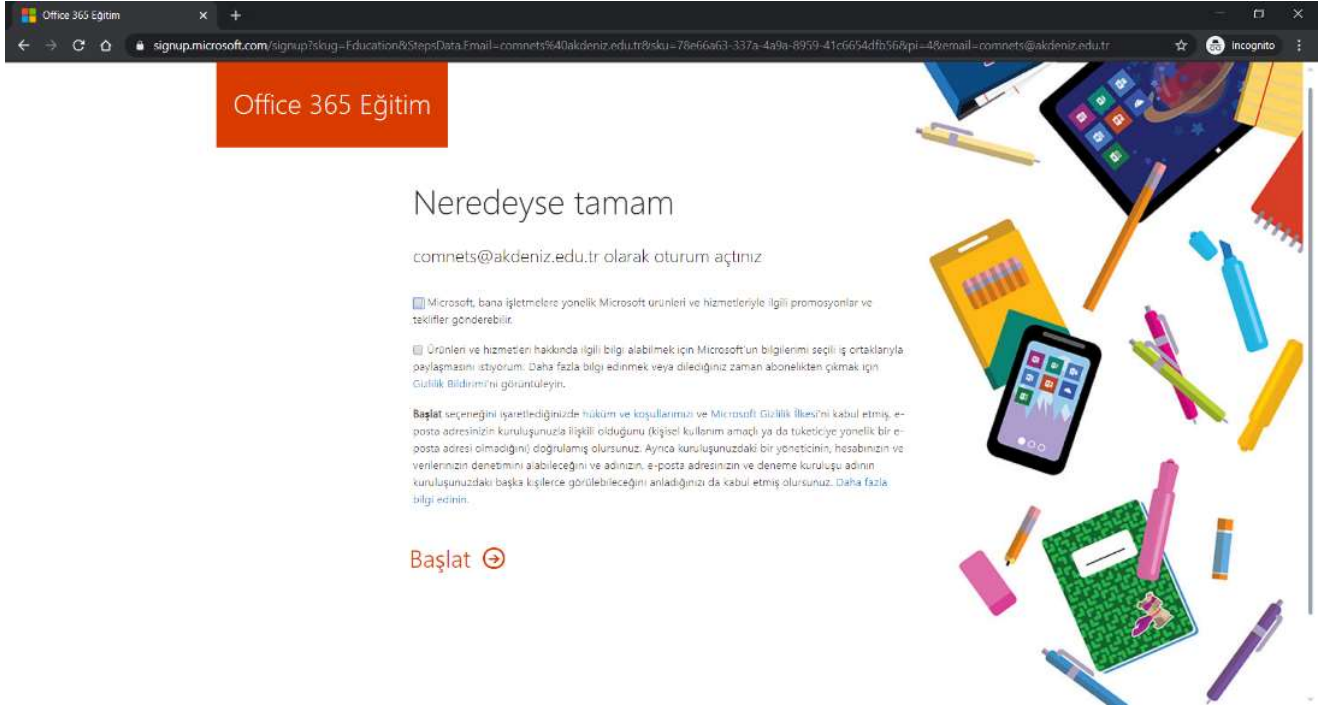 Office 365 Eğitim
signup.microsoft.com/signup?skug=Education&StepsData.Email=comnets%40akdeniz.edu.tr&sku=78e66a63-337a-4a9a-8959-41c6654dfb56&pi=4&email=comnets@akdeniz.edu.tr
Incognito
Office 365 Eğitim
Neredeyse tamam
comnets@akdeniz.edu.tr olarak oturum açtınız
Microsoft, bana işletmelere yönelik Microsoft ürünleri ve hizmetleriyle ilgili promosyonlar ve
teklifler gönderebilir.
Ürünleri ve hizmetleri hakkında ilgili bilgi alabilmek için Microsoft'un bilgilerimi seçili iş ortaklarıyla
paylaşmasını istiyorum. Daha fazla bilgi edinmek veya dilediğiniz zaman abonelikten çıkmak için
Gizlilik Bildirimi'ni görüntüleyin.
Başlat seçeneğini işaretlediğinizde hüküm ve koşullarımızı ve Microsoft Gizlilik İlkesi'ni kabul etmiş, e-
posta adresinizin kuruluşunuzla ilişkili olduğunu (kişisel kullanım amaçlı ya da tüketiciye yönelik bir e-
posta adresi olmadığını) doğrulamış olursunuz. Ayrıca kuruluşunuzdaki bir yöneticinin, hesabınızın ve
verilerinizin denetimini alabileceğini ve adınızın, e-posta adresinizin ve deneme kuruluşu adının
kuruluşunuzdaki başka kişilerce görülebileceğini anladığınızı da kabul etmiş olursunuz. Daha fazla
bilgi edinin.
Başlat